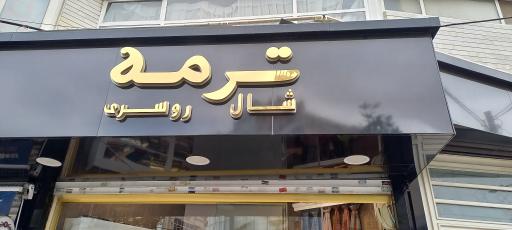 ترمه
شال روسری